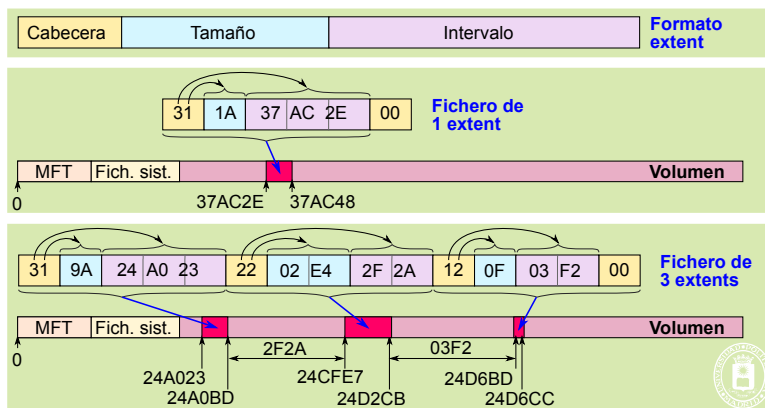 Cabecera Tamaño Intervalo Formato extent
31 1A 37 AC 2E 00 Fichero de 1 extent
MFT Fich. sist. Volumen
0 37AC2E 37AC48
31 9A 24 A0 23 22 02 E4 2F 2A 12 0F 03 F2 00 Fichero de 3 extents
MFT Fich. sist. Volumen
0 2F2A 03F2
24A023 24CFE7 24D6BD
24A0BD 24D2CB 24D6CC